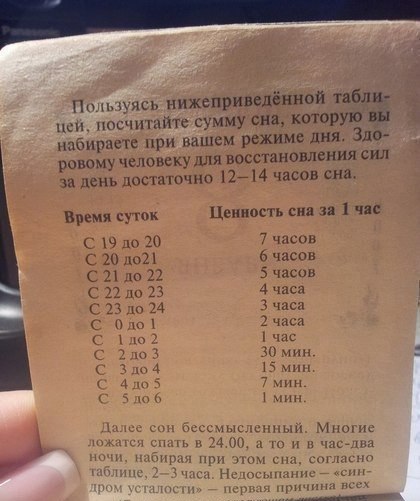 Пользуясь нижеприведённой табли-
цей, посчитайте сумму сна, которую вы
набираете при вашем режиме дня. Здо-
ровому человеку для восстановления сил
за день достаточно 12–14 часов сна.
Время суток Ценность сна за 1 час
С 19 до 20 7 часов
С 20 до21 6 часов
С 21 до 22 5 часов
С 22 до 23 4 часа
С 23 до 24 3 часа
С 0 до 1 2 часа
С 1 до 2 1 час
С 2 до 3 30 мин.
С 3 до 4 15 мин.
С 4 до 5 7 мин.
С 5 до 6 1 мин.
Далее сон бессмысленный. Многие
ложатся спать в 24.00, а то и в час-два
ночи, набирая при этом сна, согласно
таблице, 2–3 часа. Недосыпание – «син-
дром усталости» – первая причина всех